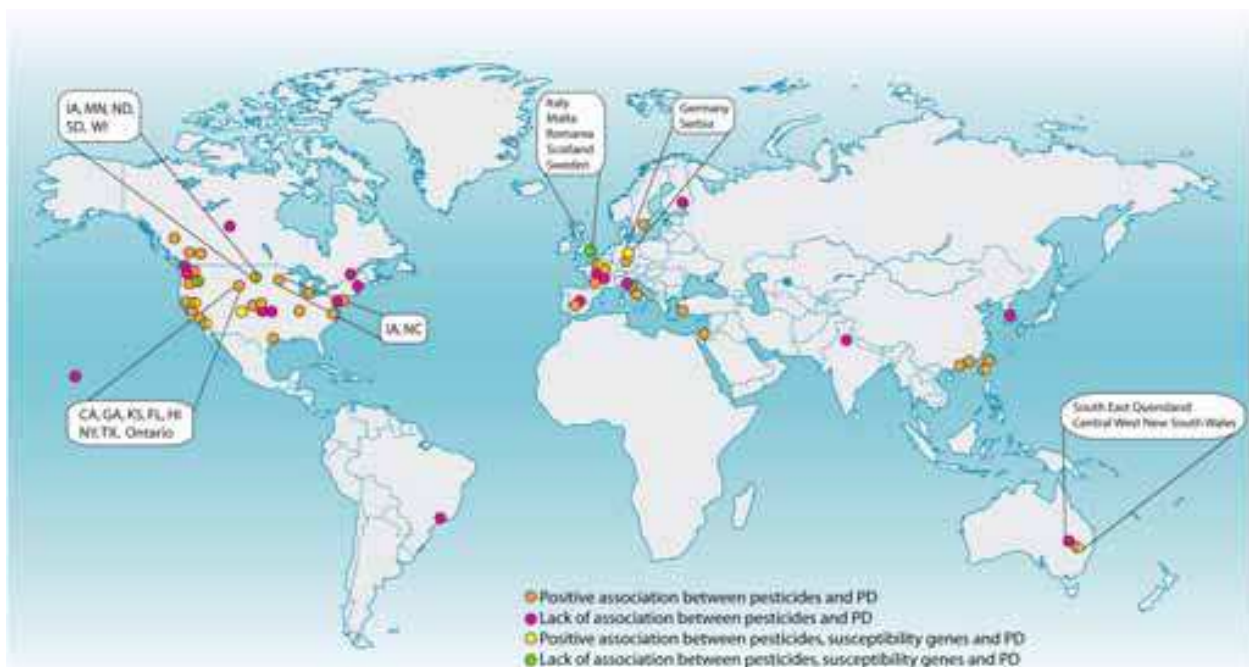 IA, MN, ND,
SD, WI
Italy
Malta
Romania
Scotland
Sweden
Germany
Serbia
IA, NC
CA, GA, KS, FL, HI
NY, TX, Ontario
South East Queensland
Central West New South Wales
Positive association between pesticides and PD
Lack of association between pesticides and PD
Positive association between pesticides, susceptibility genes and PD
Lack of association between pesticides, susceptibility genes and PD